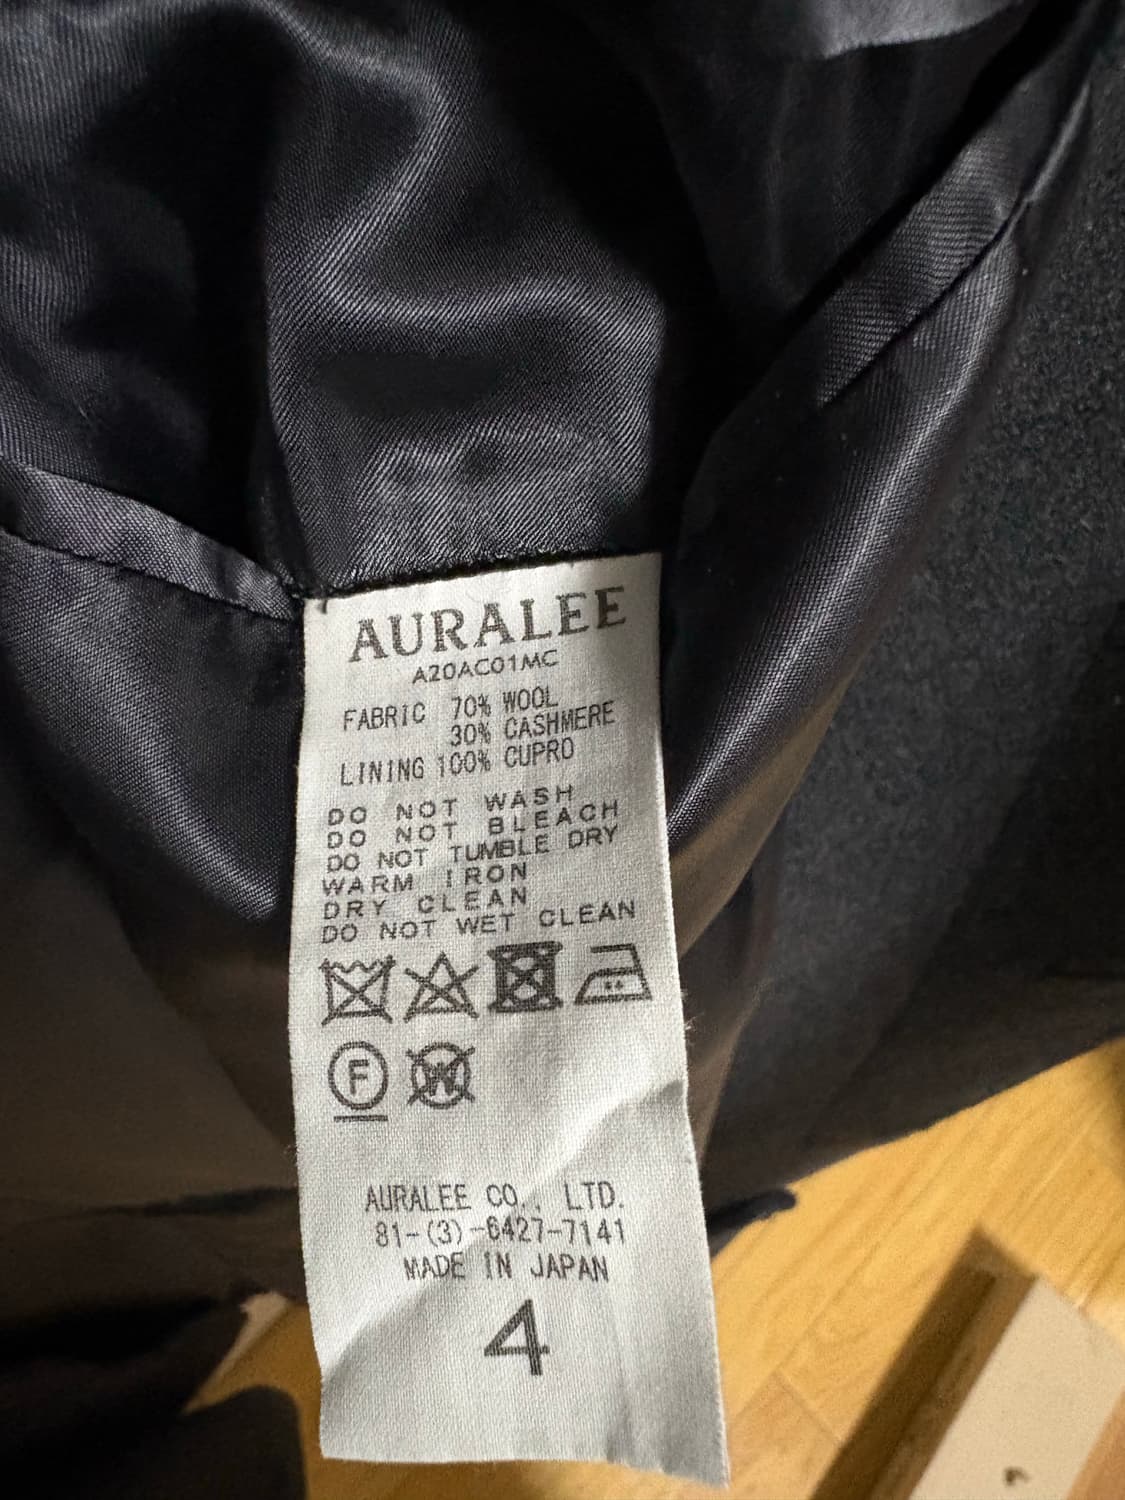 AURALEE
A20AC01MC
FABRIC 70% WOOL
30% CASHMERE
LINING 100% CUPRO
DO NOT WASH
DO NOT BLEACH
DO NOT TUMBLE DRY
WARM IRON
DRY CLEAN
DO NOT WET CLEAN
F W
AURALEE CO., LTD.
81-(3)-6427-7141
MADE IN JAPAN
4